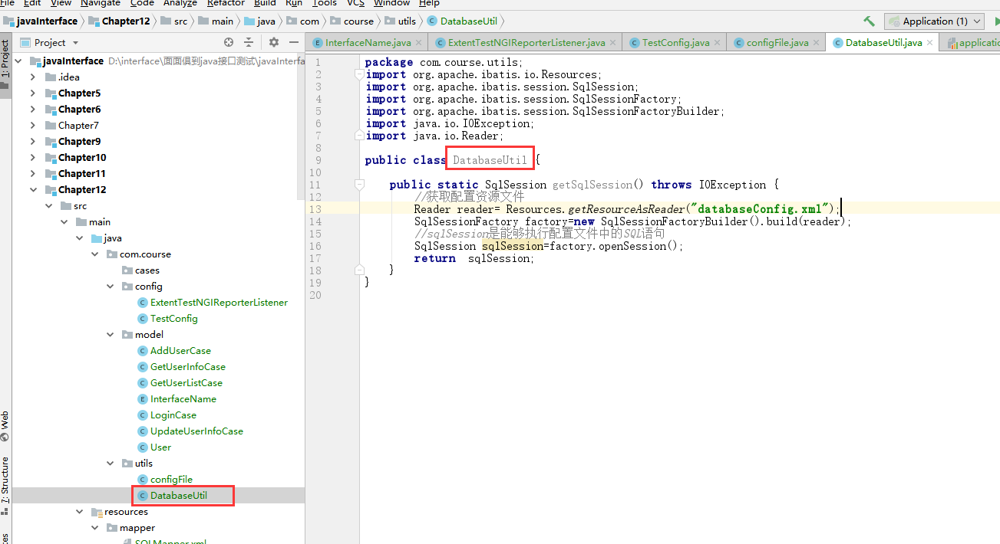 File Edit View Navigate Code Analyze Refactor Build Run Tools VCS Window Help
javaInterface Chapter12 src main java com course utils DatabaseUtil Application (1)
Project InterfaceName.java ExtentTestNGIReporterListener.java TestConfig.java configFile.java DatabaseUtil.java applicatio
1: Project
javaInterface D:\interface\面面俱到java接口测试\javaInterfa
.idea
Chapter5
Chapter6
Chapter7
Chapter9
Chapter10
Chapter11
Chapter12
src
main
java
com.course
cases
config
ExtentTestNGIReporterListener
TestConfig
model
AddUserCase
GetUserInfoCase
GetUserListCase
InterfaceName
LoginCase
UpdateUserInfoCase
User
utils
configFile
DatabaseUtil
resources
mapper
SQLMapper.xml
Web
7: Structure
1 package com.course.utils;
2 import org.apache.ibatis.io.Resources;
3 import org.apache.ibatis.session.SqlSession;
4 import org.apache.ibatis.session.SqlSessionFactory;
5 import org.apache.ibatis.session.SqlSessionFactoryBuilder;
6 import java.io.IOException;
7 import java.io.Reader;
8
9 public class DatabaseUtil {
10
11 public static SqlSession getSqlSession() throws IOException {
12 //获取配置资源文件
13 Reader reader= Resources.getResourceAsReader("databaseConfig.xml");
14 SqlSessionFactory factory=new SqlSessionFactoryBuilder().build(reader);
15 //sqlSession是能够执行配置文件中的SQL语句
16 SqlSession sqlSession=factory.openSession();
17 return sqlSession;
18 }
19 }
20